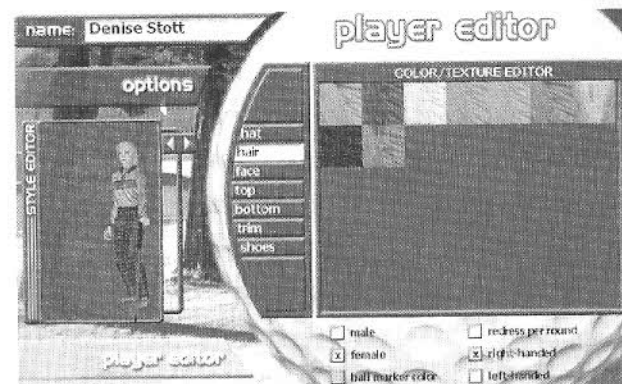 name: Denise Stott
player editor
options
COLOR/TEXTURE EDITOR
STYLE EDITOR
hat
hair
face
top
bottom
trim
shoes
male
redress per round
x female
x right-handed
ball marker color
left-handed
player editor